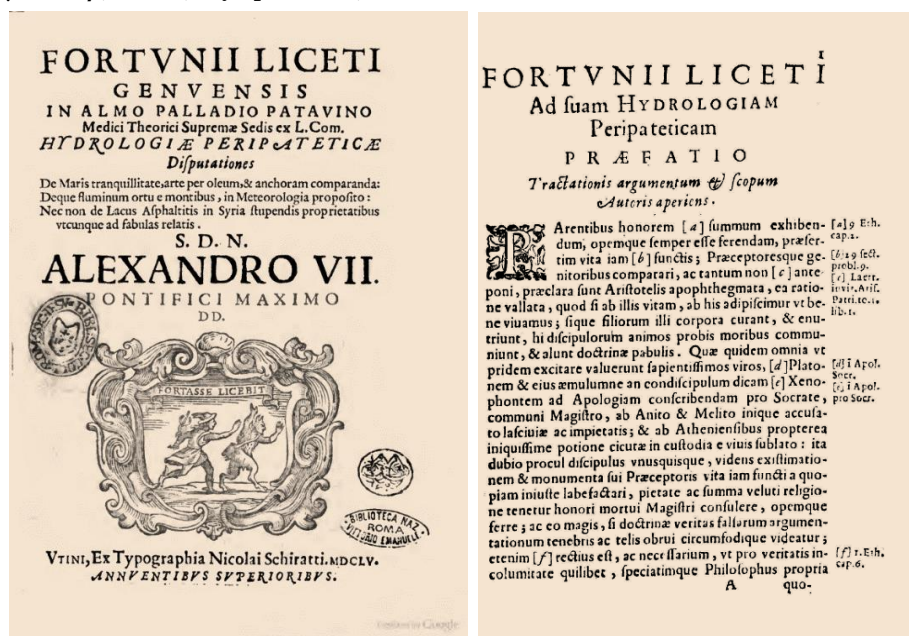 FORTVNII LICETI
GENVENSIS
IN ALMO PALLADIO PATAVINO
Medici Theorici Supremæ Sedis ex L.Com.
HYDROLOGIÆ PERIPATETICÆ
Diſputationes
De Maris tranquillitate,arte per oleum,& anchoram comparanda:
Deque fluminum ortu e montibus, in Meteorologia propoſito:
Nec non de Lacus Aſphaltitis in Syria ſtupendis proprietatibus
vtcunque ad fabulas relatis.
S. D. N.
ALEXANDRO VII.
PONTIFICI MAXIMO
DD.
FORTASSE LICEBIT
BIBLIOTECA NAZ.
ROMA
VITTORIO EMANUELE
VTINI, Ex Typographia Nicolai Schiratti. MDCLV.
ANNVENTIBVS SVPERIORIBVS.
Google
1
FORTVNII LICETI
Ad ſuam HYDROLOGIAM
Peripateticam
PRÆFATIO
Tractationis argumentum & ſcopum
Autoris aperiens.
PArentibus honorem [a] ſummum exhiben- [a] 9 Eth.
dum, opemque ſemper eſſe ferendam, præſer- cap.2.
tim vita iam [b] functis; Præceptoresque ge- [b] 29 ſect.
nitoribus comparari, ac tantum non [c] ante probl.9.
poni, præclara ſunt Ariſtotelis apophthegmata, ea ratio- [c] Laert.
ne vallata, quod ſi ab illis vitam, ab his adipiſcimur vt be- Patri.to.1.
ne viuamus; ſique filiorum illi corpora curant, & enu- lib.1.
triunt, hi diſcipulorum animos probis moribus commu-
niunt, & alunt doctrinæ pabulis. Quæ quidem omnia vt
pridem excitare valuerunt ſapientiſſimos viros, [d] Plato- [d] i Apol.
nem & eius æmulumne an condiſcipulum dicam [e] Xeno- Socr.
phontem ad Apologiam conſcribendam pro Socrate, [e] i Apol. pro Socr.
communi Magiſtro, ab Anito & Melito inique accuſa-
to laſciuiæ ac impietatis; & ab Athenienſibus propterea
iniquiſſime potione cicutæ in cuſtodia e viuis ſublato: ita
dubio procul diſcipulus vnusquisque, videns exiſtimatio-
nem & monumenta ſui Præceptoris vita iam functi a quo-
piam iniuſte labefactari, pietate ac ſumma veluti religio-
ne tenetur honori mortui Magiſtri conſulere, opemque
ferre; ac eo magis, ſi doctrinæ veritas falſarum argumen-
tationum tenebris ac telis obrui circumfodique videatur;
etenim [f] rectius eſt, ac neceſſarium, vt pro veritatis in- [f] 1.Eth.
columitate quilibet, ſpeciatimque Philoſophus propria cap.6.
A quo-